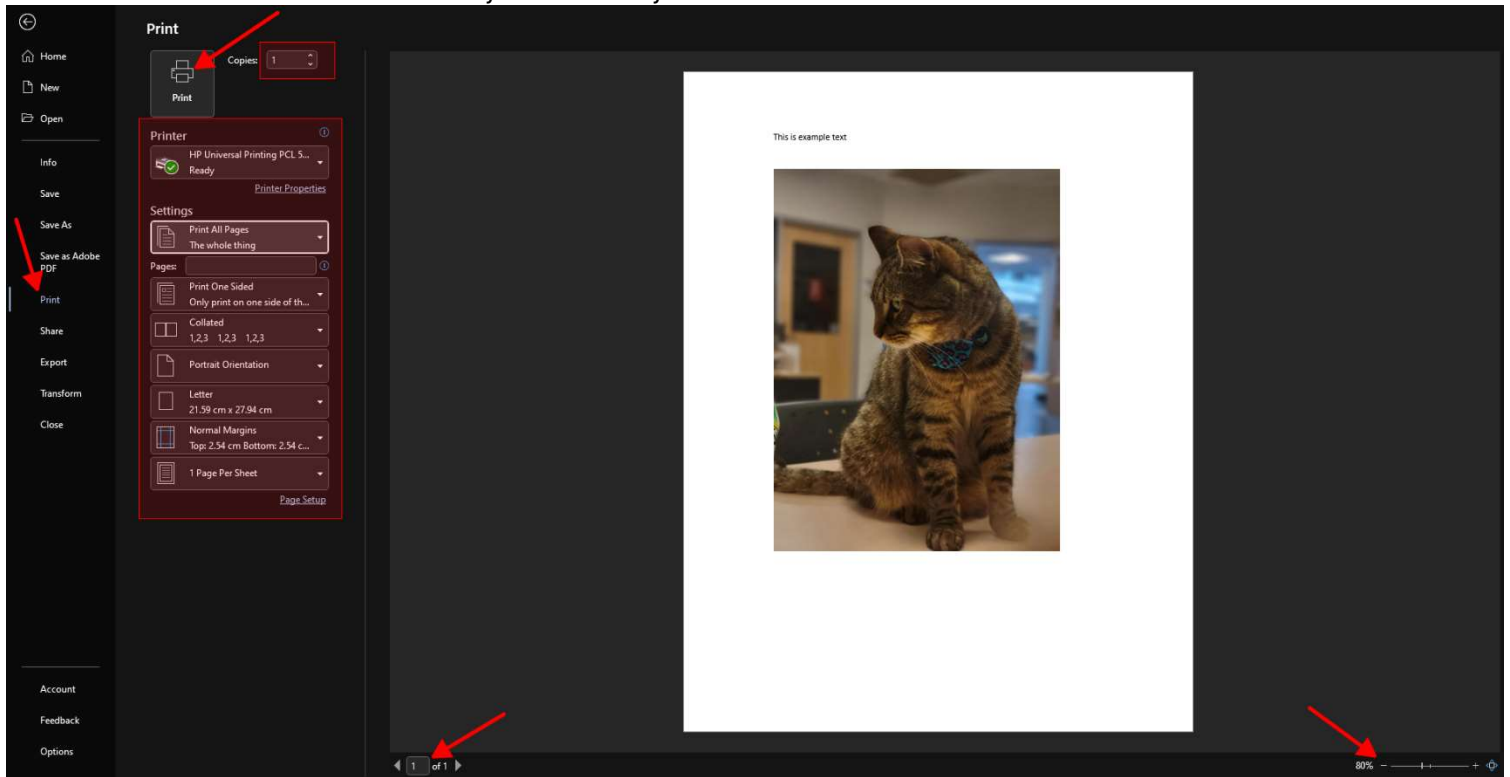 Print
Home
New
Open
Info
Save
Save As
Save as Adobe
PDF
Print
Share
Export
Transform
Close
Account
Feedback
Options
Print
Copies: 1
Printer
HP Universal Printing PCL 5...
Ready
Printer Properties
Settings
Print All Pages
The whole thing
Pages:
Print One Sided
Only print on one side of th...
Collated
1,2,3 1,2,3 1,2,3
Portrait Orientation
Letter
21.59 cm x 27.94 cm
Normal Margins
Top: 2.54 cm Bottom: 2.54 c...
1 Page Per Sheet
Page Setup
This is example text
1 of 1
80%